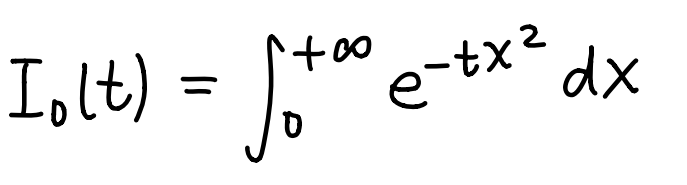 I₀(t) = ∫₀^{+∞} e^{-tx²} dx